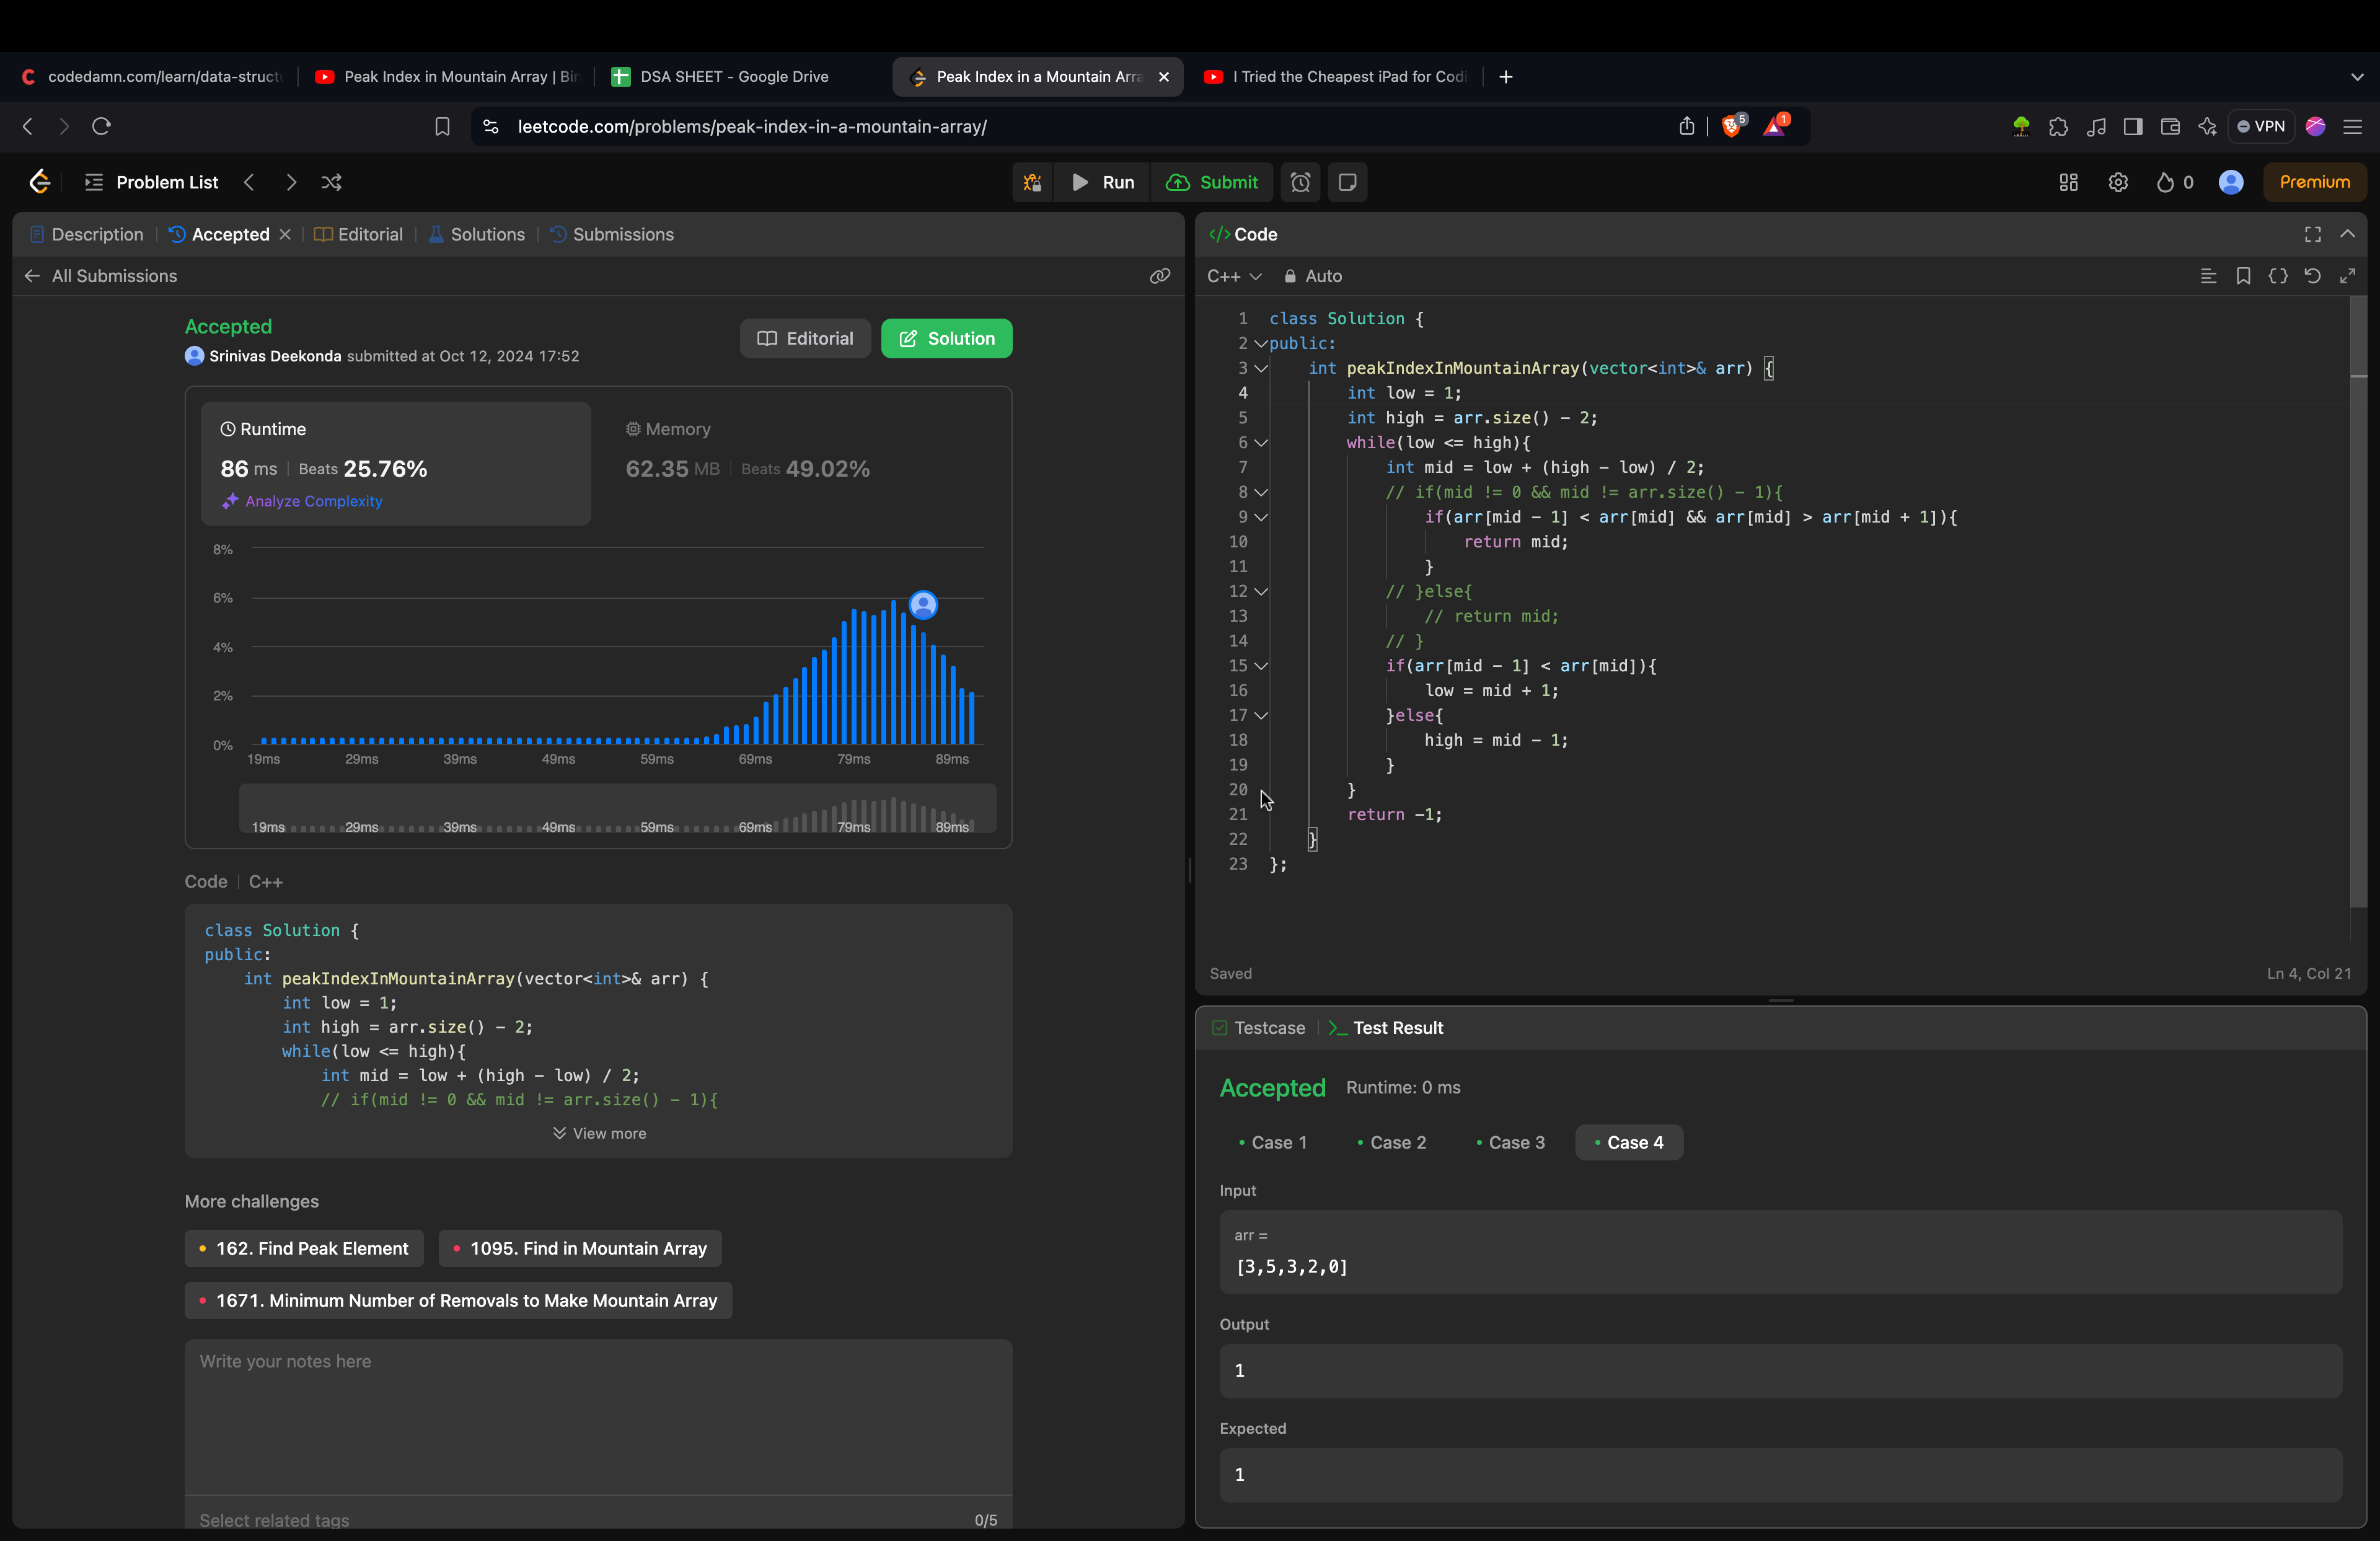 codedamn.com/learn/data-struct
Peak Index in Mountain Array | Bin
DSA SHEET - Google Drive
Peak Index in a Mountain Arra
I Tried the Cheapest iPad for Codi
leetcode.com/problems/peak-index-in-a-mountain-array/
5
1
VPN
Problem List
Run
Submit
0
Premium
Description
Accepted
Editorial
Solutions
Submissions
All Submissions
Accepted
Srinivas Deekonda submitted at Oct 12, 2024 17:52
Editorial
Solution
Runtime
86 ms | Beats 25.76%
Analyze Complexity
Memory
62.35 MB | Beats 49.02%
8%
6%
4%
2%
0%
19ms 29ms 39ms 49ms 59ms 69ms 79ms 89ms
19ms 29ms 39ms 49ms 59ms 69ms 79ms 89ms
Code | C++
class Solution {
public:
    int peakIndexInMountainArray(vector<int>& arr) {
        int low = 1;
        int high = arr.size() - 2;
        while(low <= high){
            int mid = low + (high - low) / 2;
            // if(mid != 0 && mid != arr.size() - 1){
View more
More challenges
162. Find Peak Element
1095. Find in Mountain Array
1671. Minimum Number of Removals to Make Mountain Array
Write your notes here
Select related tags
0/5
</> Code
C++
Auto
1 class Solution {
2 public:
3     int peakIndexInMountainArray(vector<int>& arr) {
4         int low = 1;
5         int high = arr.size() - 2;
6         while(low <= high){
7             int mid = low + (high - low) / 2;
8             // if(mid != 0 && mid != arr.size() - 1){
9                 if(arr[mid - 1] < arr[mid] && arr[mid] > arr[mid + 1]){
10                     return mid;
11                 }
12             // }else{
13                 // return mid;
14             // }
15             if(arr[mid - 1] < arr[mid]){
16                 low = mid + 1;
17             }else{
18                 high = mid - 1;
19             }
20         }
21         return -1;
22     }
23 };
Saved
Ln 4, Col 21
Testcase
Test Result
Accepted
Runtime: 0 ms
Case 1
Case 2
Case 3
Case 4
Input
arr =
[3,5,3,2,0]
Output
1
Expected
1